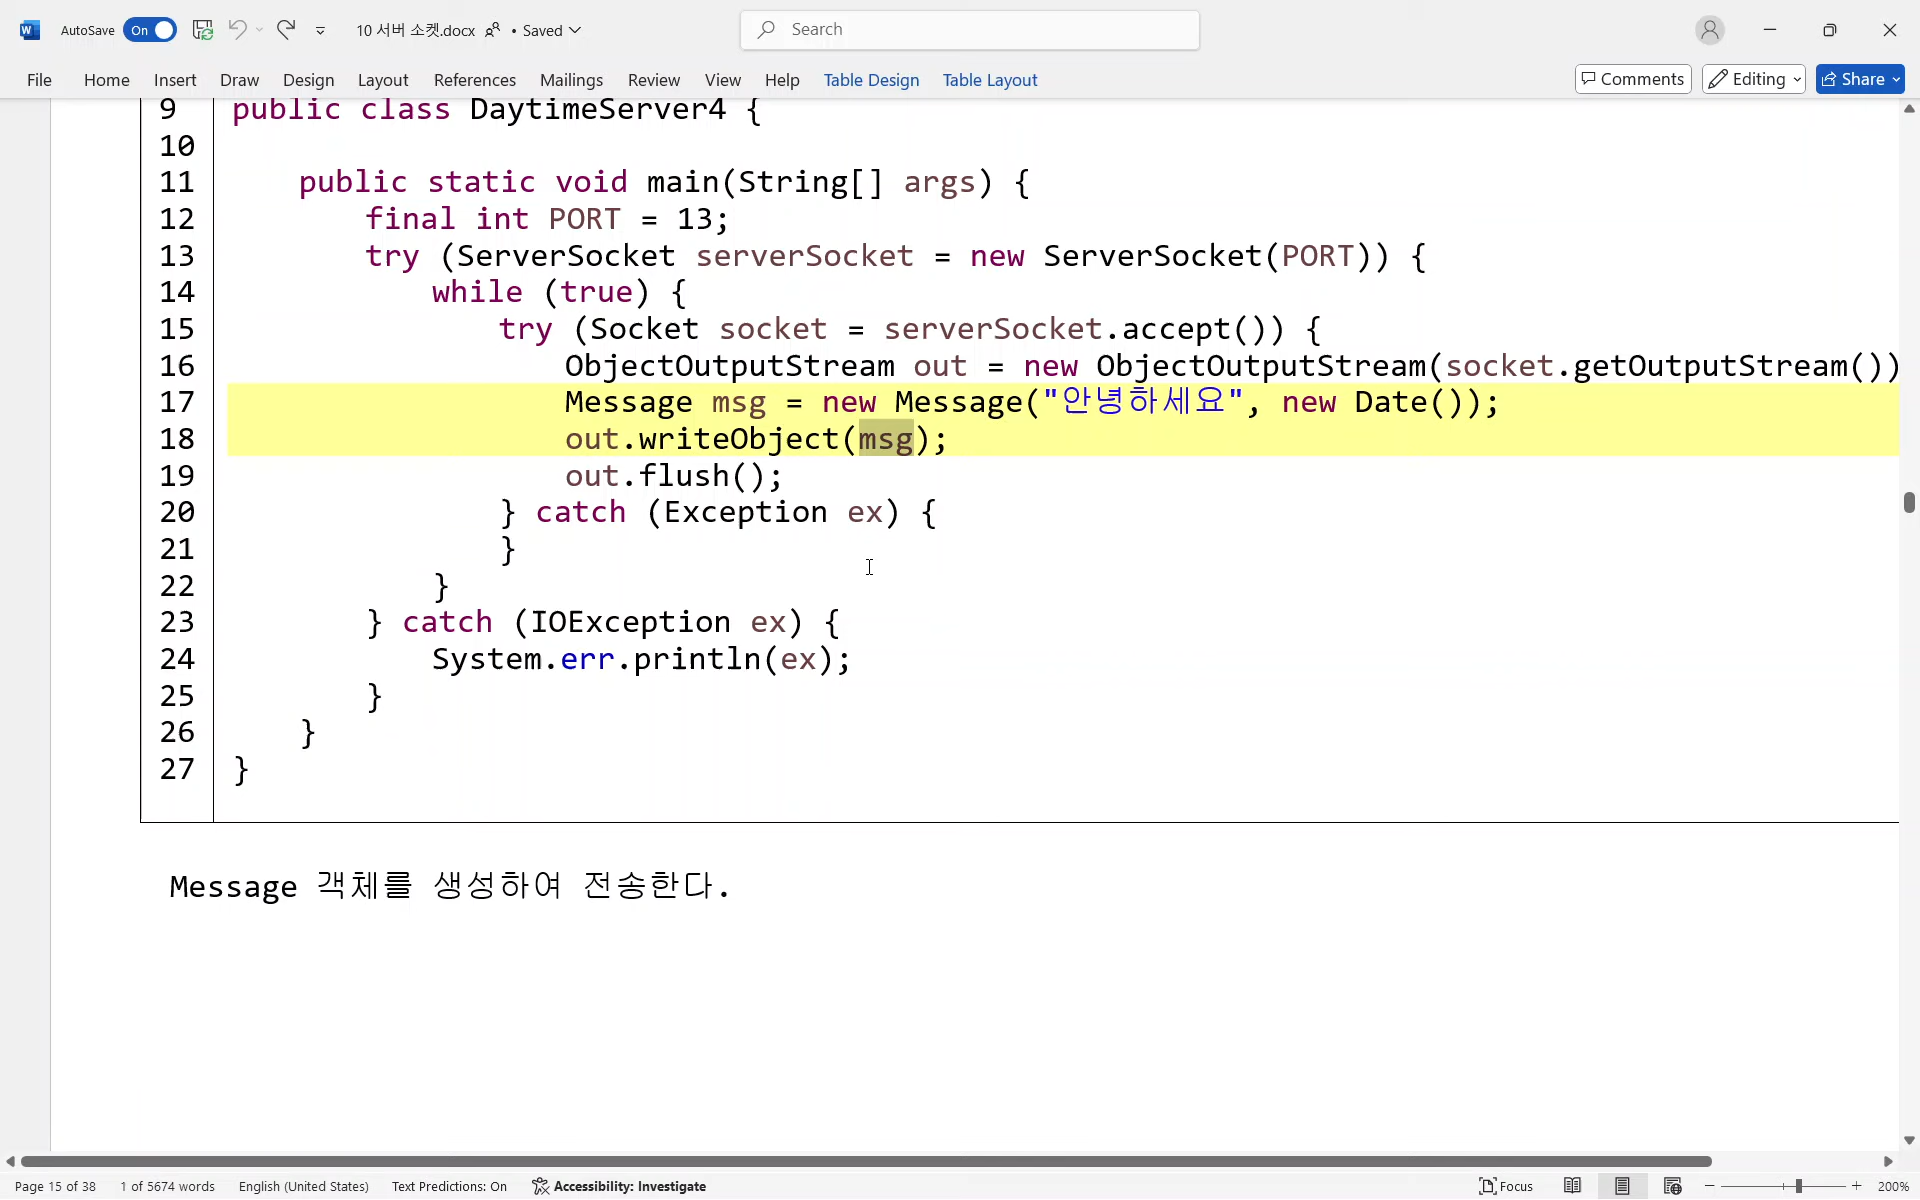 AutoSave On 10 서버 소켓.docx • Saved Search
File Home Insert Draw Design Layout References Mailings Review View Help Table Design Table Layout Comments Editing Share
9 public class DaytimeServer4 {
10
11 public static void main(String[] args) {
12 final int PORT = 13;
13 try (ServerSocket serverSocket = new ServerSocket(PORT)) {
14 while (true) {
15 try (Socket socket = serverSocket.accept()) {
16 ObjectOutputStream out = new ObjectOutputStream(socket.getOutputStream())
17 Message msg = new Message("안녕하세요", new Date());
18 out.writeObject(msg);
19 out.flush();
20 } catch (Exception ex) {
21 }
22 }
23 } catch (IOException ex) {
24 System.err.println(ex);
25 }
26 }
27 }
Message 객체를 생성하여 전송한다.
Page 15 of 38 1 of 5674 words English (United States) Text Predictions: On Accessibility: Investigate Focus 200%